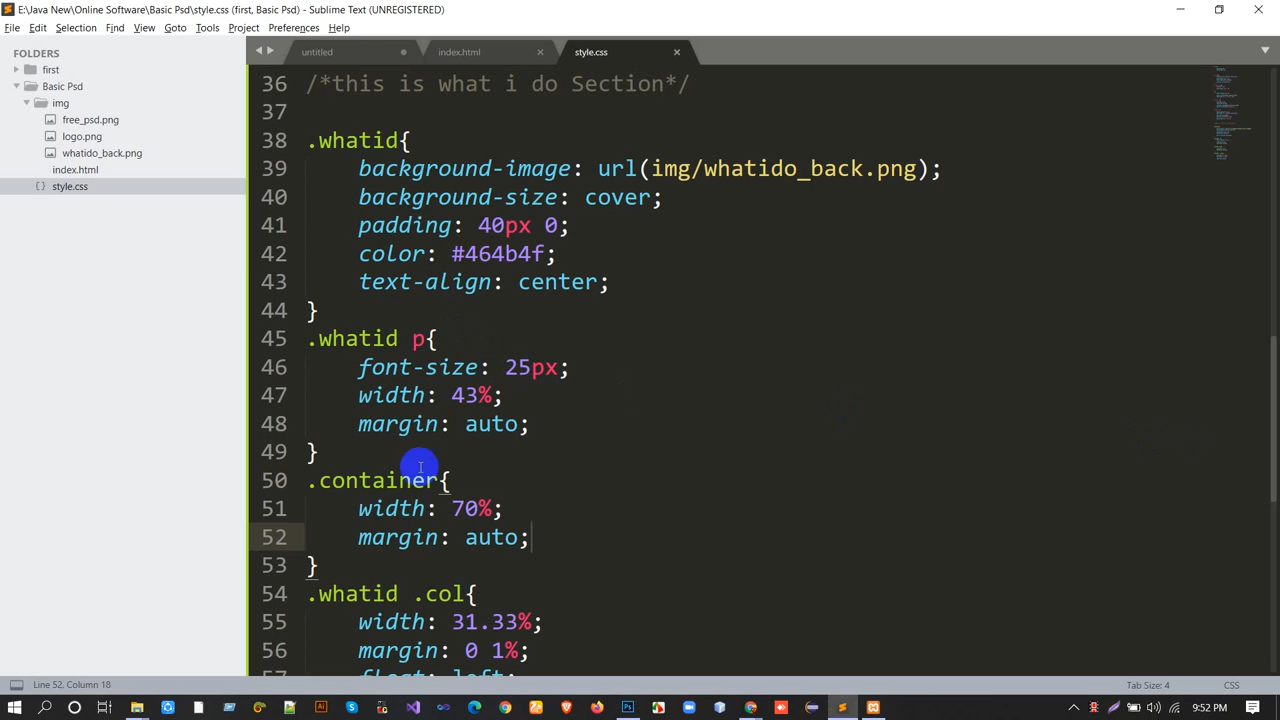 E:\Java New\Online Software\Basic Psd\style.css (first, Basic Psd) - Sublime Text (UNREGISTERED)
File Edit Selection Find View Goto Tools Project Preferences Help
FOLDERS
first
Basic Psd
img
free_psd.png
logo.png
whatido_back.png
index.html
style.css
untitled index.html style.css
36 /*this is what i do Section*/
37
38 .whatid{
39 background-image: url(img/whatido_back.png);
40 background-size: cover;
41 padding: 40px 0;
42 color: #464b4f;
43 text-align: center;
44 }
45 .whatid p{
46 font-size: 25px;
47 width: 43%;
48 margin: auto;
49 }
50 .container{
51 width: 70%;
52 margin: auto;
53 }
54 .whatid .col{
55 width: 31.33%;
56 margin: 0 1%;
57 float: left;
Line 52, Column 18 Tab Size: 4 CSS
9:52 PM